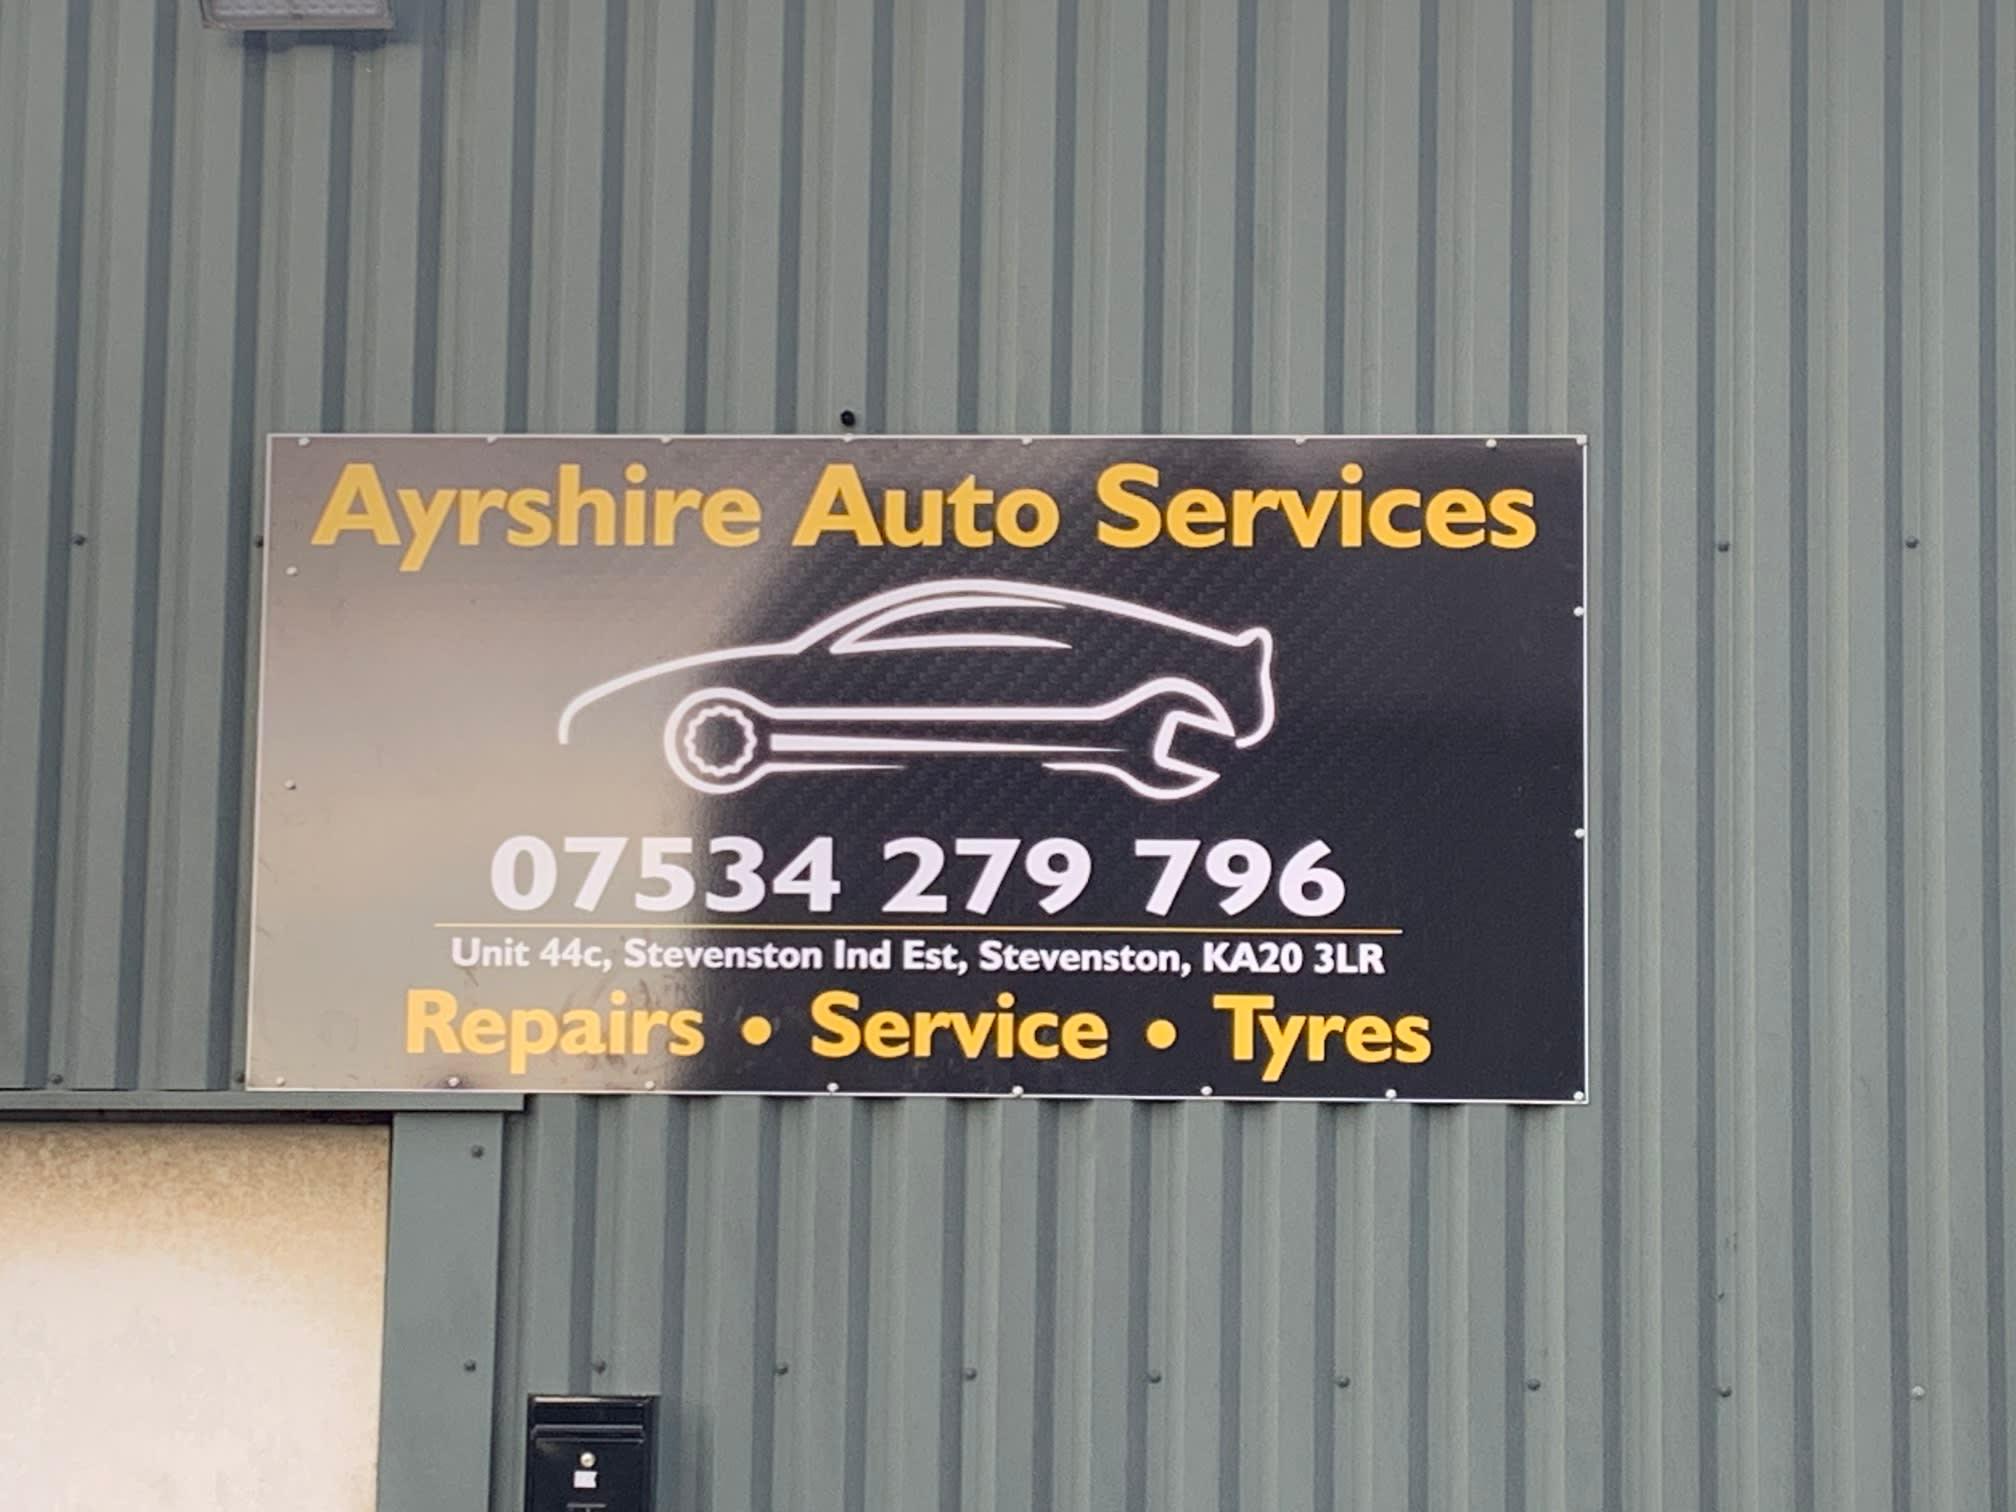 Ayrshire Auto Services
07534 279 796
Unit 44c, Stevenston Ind Est, Stevenston, KA20 3LR
Repairs • Service • Tyres